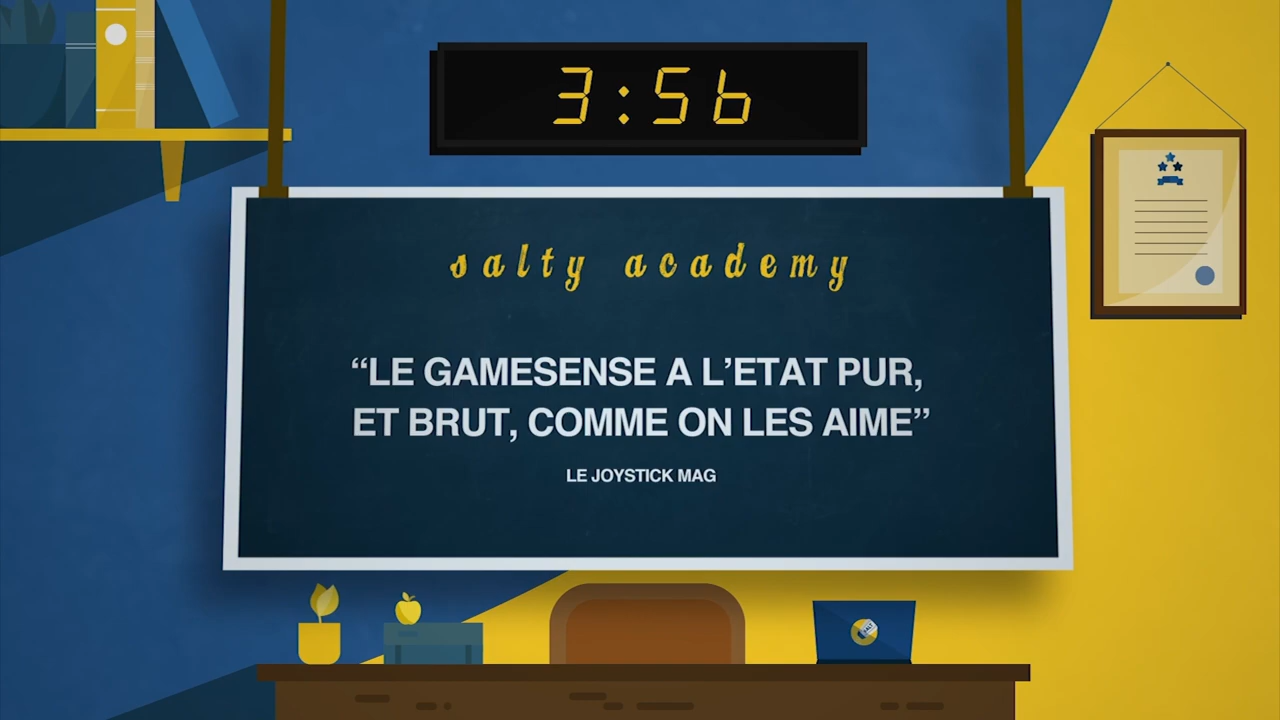 3:56
salty academy
“LE GAMESENSE A L’ETAT PUR,
ET BRUT, COMME ON LES AIME”
LE JOYSTICK MAG